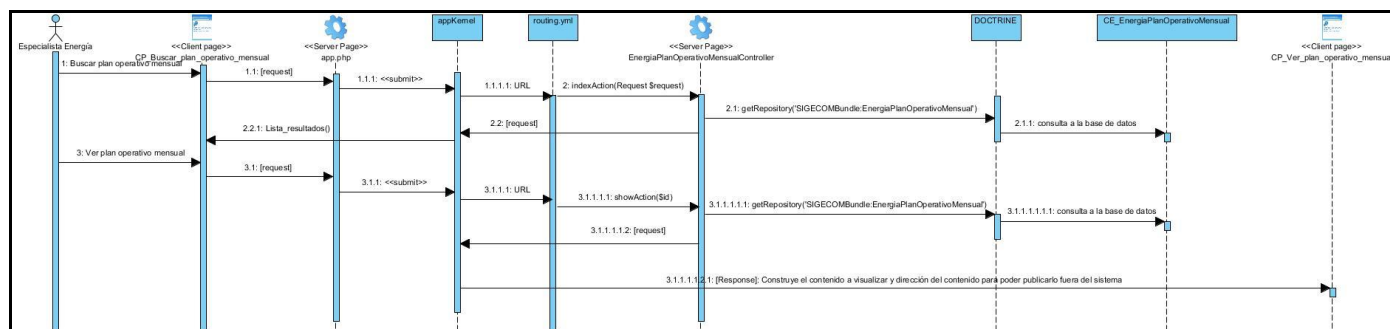 appKernel
routing.yml
DOCTRINE
CE_EnergiaPlanOperativoMensual
Especialista Energía
<<Client page>>
CP_Buscar_plan_operativo_mensual
<<Server Page>>
app.php
<<Server Page>>
EnergiaPlanOperativoMensualController
<<Client page>>
CP_Ver_plan_operativo_mensual
1: Buscar plan operativo mensual
1.1: [request]
1.1.1: <<submit>>
1.1.1.1: URL
2: indexAction(Request $request)
2.1: getRepository('SIGECOMBundle:EnergiaPlanOperativoMensual')
2.1.1: consulta a la base de datos
2.2: [request]
2.2.1: Lista_resultados()
3: Ver plan operativo mensual
3.1: [request]
3.1.1: <<submit>>
3.1.1.1: URL
3.1.1.1.1: showAction($id)
3.1.1.1.1.1: getRepository('SIGECOMBundle:EnergiaPlanOperativoMensual')
3.1.1.1.1.1.1: consulta a la base de datos
3.1.1.1.1.2: [request]
3.1.1.1.1.2.1: [Response]: Construye el contenido a visualizar y dirección del contenido para poder publicarlo fuera del sistema